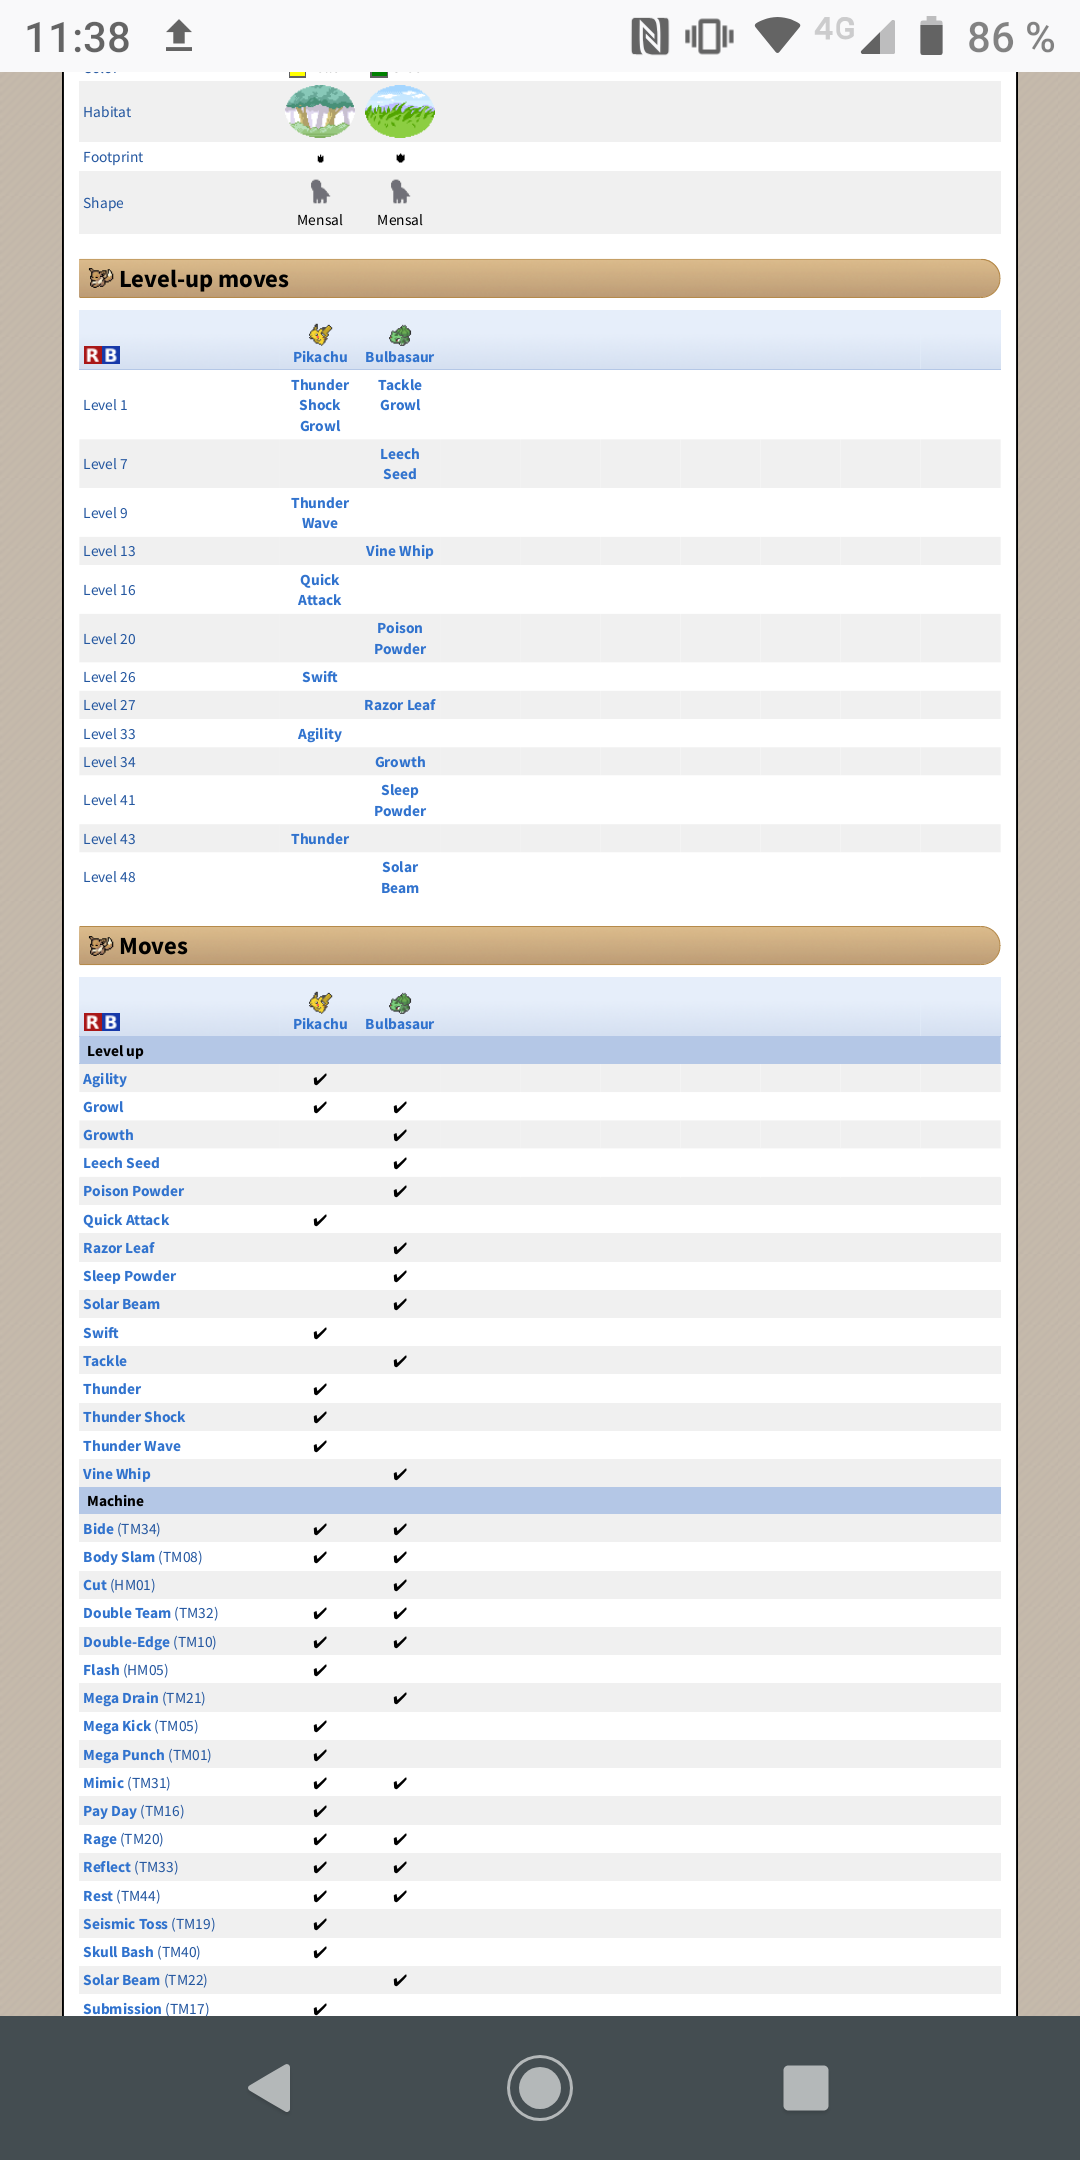 11:38 4G 86 %
Color
Habitat
Footprint
Shape
Mensal Mensal
Level-up moves
R B Pikachu Bulbasaur
Level 1 Thunder Shock Growl Tackle Growl
Level 7 Leech Seed
Level 9 Thunder Wave
Level 13 Vine Whip
Level 16 Quick Attack
Level 20 Poison Powder
Level 26 Swift
Level 27 Razor Leaf
Level 33 Agility
Level 34 Growth
Level 41 Sleep Powder
Level 43 Thunder
Level 48 Solar Beam
Moves
R B Pikachu Bulbasaur
Level up
Agility ✔
Growl ✔ ✔
Growth ✔
Leech Seed ✔
Poison Powder ✔
Quick Attack ✔
Razor Leaf ✔
Sleep Powder ✔
Solar Beam ✔
Swift ✔
Tackle ✔
Thunder ✔
Thunder Shock ✔
Thunder Wave ✔
Vine Whip ✔
Machine
Bide (TM34) ✔ ✔
Body Slam (TM08) ✔ ✔
Cut (HM01) ✔
Double Team (TM32) ✔ ✔
Double-Edge (TM10) ✔ ✔
Flash (HM05) ✔
Mega Drain (TM21) ✔
Mega Kick (TM05) ✔
Mega Punch (TM01) ✔
Mimic (TM31) ✔ ✔
Pay Day (TM16) ✔
Rage (TM20) ✔ ✔
Reflect (TM33) ✔ ✔
Rest (TM44) ✔ ✔
Seismic Toss (TM19) ✔
Skull Bash (TM40) ✔
Solar Beam (TM22) ✔
Submission (TM17) ✔